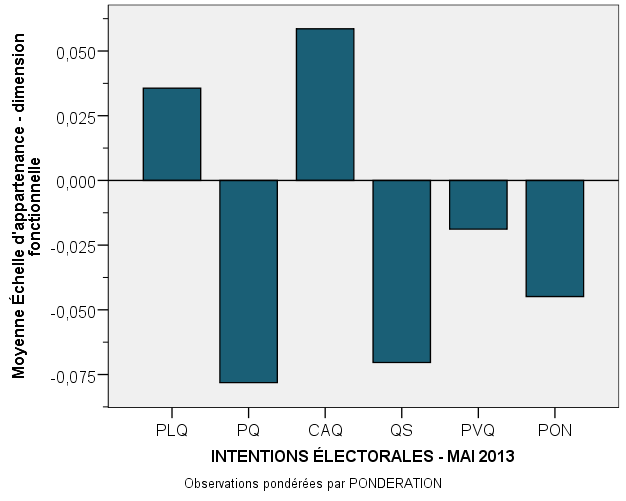 Moyenne Échelle d'appartenance - dimension
fonctionnelle
0,050
0,025
0,000
-0,025
-0,050
-0,075
PLQ PQ CAQ QS PVQ PON
INTENTIONS ÉLECTORALES - MAI 2013
Observations pondérées par PONDERATION